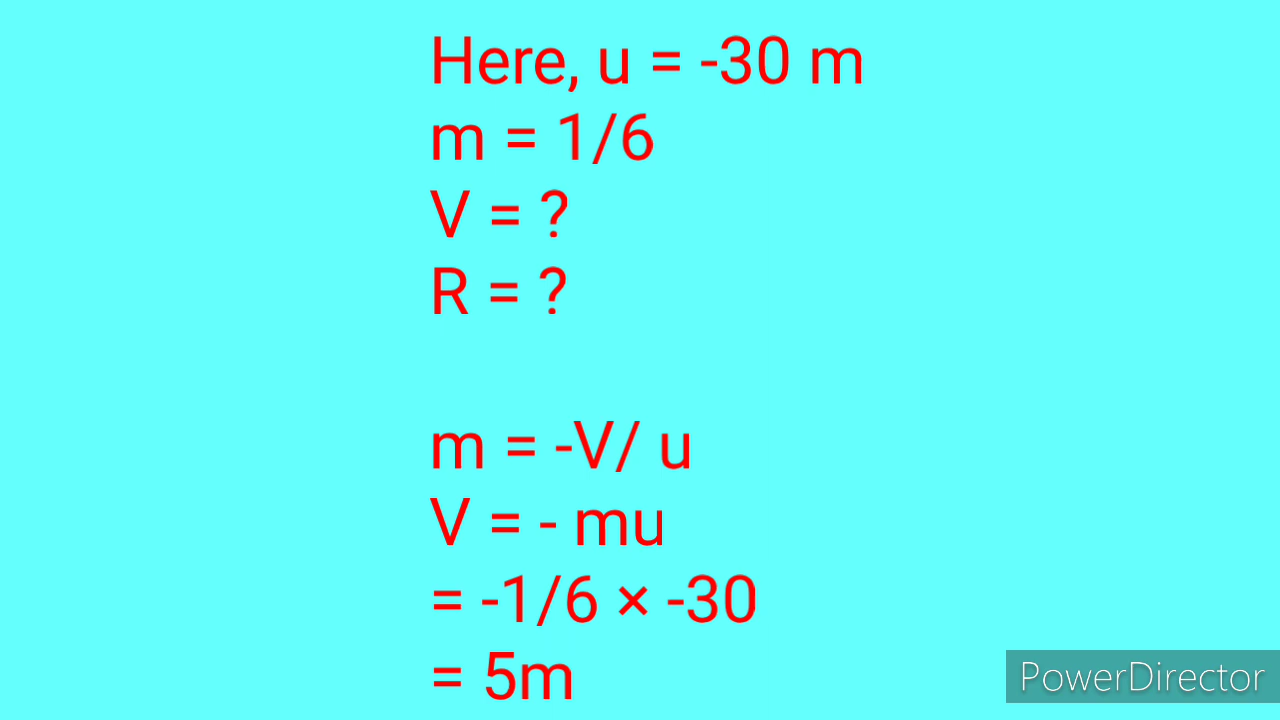 Here, u = -30 m
m = 1/6
V = ?
R = ?
m = -V/ u
V = - mu
= -1/6 × -30
= 5m
PowerDirector